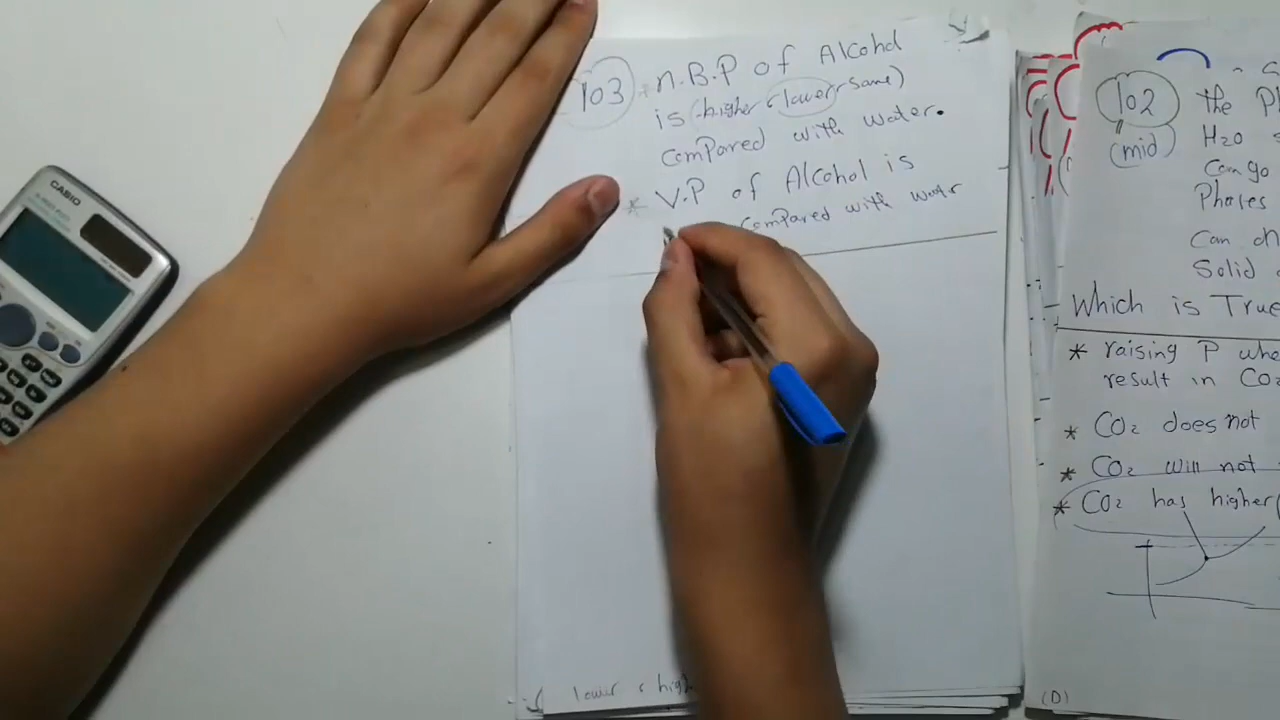 CASIO
103 n.B.P of Alcohol
is (higher, lower, same)
Compared with water.
* V.P of Alcohol is
Compared with water
lower, high
102 the
(mid) H2O
Can go
Phases
Can
Solid
Which is True
* raising P
result in CO2
* CO2 does not
* CO2 will not
* CO2 has higher
(D)